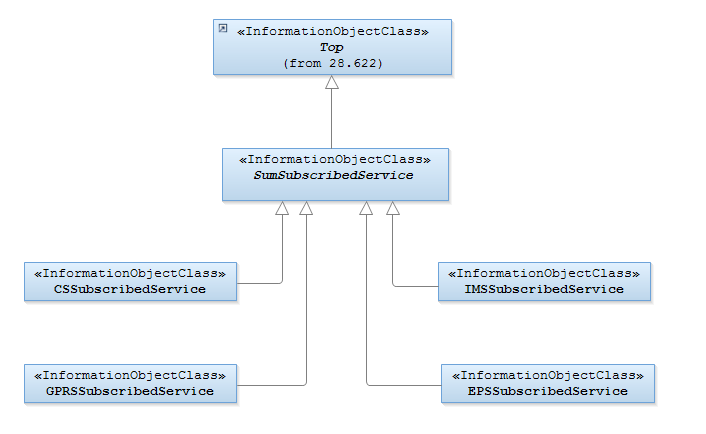 «InformationObjectClass»
Top
(from 28.622)
«InformationObjectClass»
SumSubscribedService
«InformationObjectClass»
CSSubscribedService
«InformationObjectClass»
IMSSubscribedService
«InformationObjectClass»
GPRSSubscribedService
«InformationObjectClass»
EPSSubscribedService